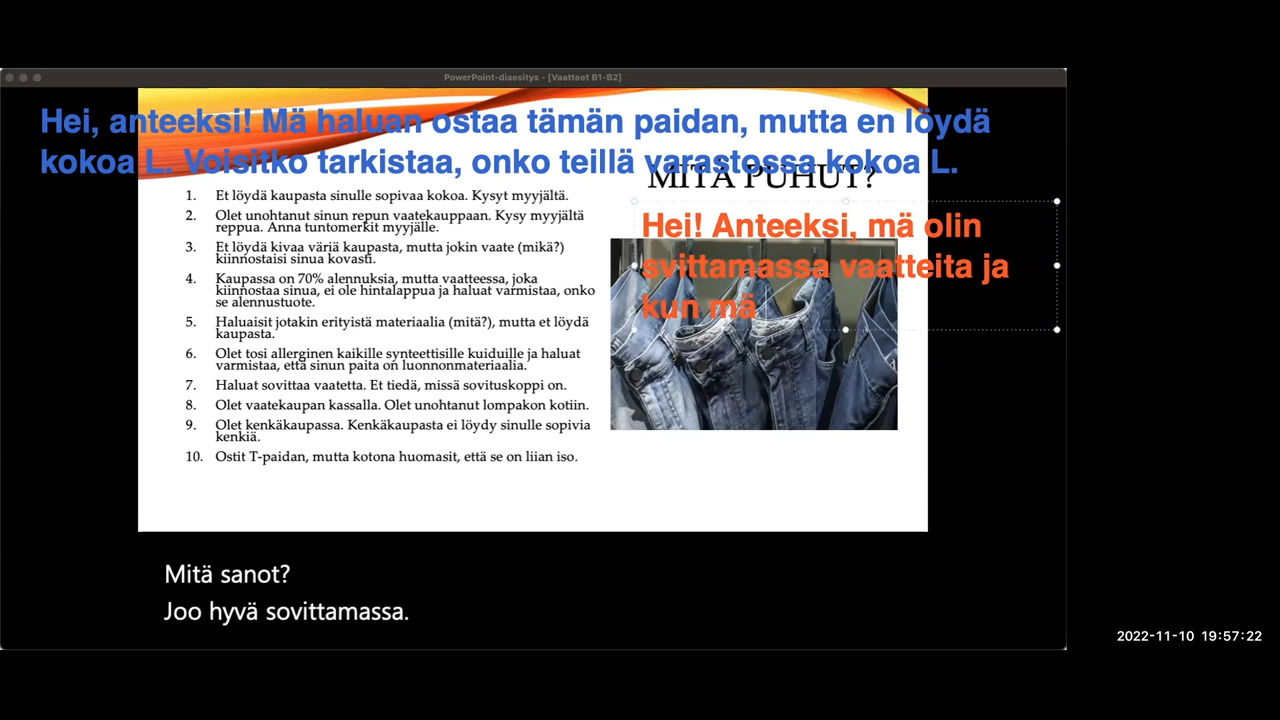 PowerPoint-diaesitys - [Vaatteet B1-B2]
Hei, anteeksi! Mä haluan ostaa tämän paidan, mutta en löydä
kokoa L. Voisitko tarkistaa, onko teillä varastossa kokoa L.
MITÄ PUHUT?
1. Et löydä kaupasta sinulle sopivaa kokoa. Kysyt myyjältä.
2. Olet unohtanut sinun repun vaatekauppaan. Kysy myyjältä
reppua. Anna tuntomerkit myyjälle.
3. Et löydä kivaa väriä kaupasta, mutta jokin vaate (mikä?)
kiinnostaisi sinua kovasti.
4. Kaupassa on 70% alennuksia, mutta vaatteessa, joka
kiinnostaa sinua, ei ole hintalappua ja haluat varmistaa, onko
se alennustuote.
5. Haluaisit jotakin erityistä materiaalia (mitä?), mutta et löydä
kaupasta.
6. Olet tosi allerginen kaikille synteettisille kuiduille ja haluat
varmistaa, että sinun paita on luonnonmateriaalia.
7. Haluat sovittaa vaatetta. Et tiedä, missä sovituskoppi on.
8. Olet vaatekaupan kassalla. Olet unohtanut lompakon kotiin.
9. Olet kenkäkaupassa. Kenkäkaupasta ei löydy sinulle sopivia
kenkiä.
10. Ostit T-paidan, mutta kotona huomasit, että se on liian iso.
Hei! Anteeksi, mä olin
svittamassa vaatteita ja
kun mä
Mitä sanot?
Joo hyvä sovittamassa.
2022-11-10 19:57:22